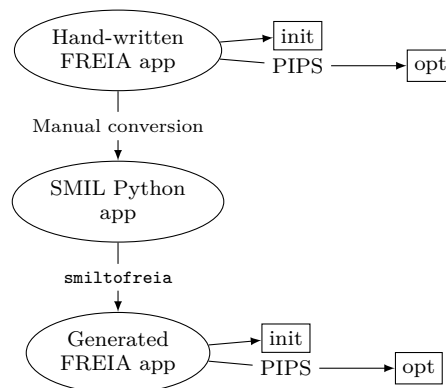 Hand-written
FREIA app
init
PIPS
opt
Manual conversion
SMIL Python
app
smiltofreia
Generated
FREIA app
init
PIPS
opt